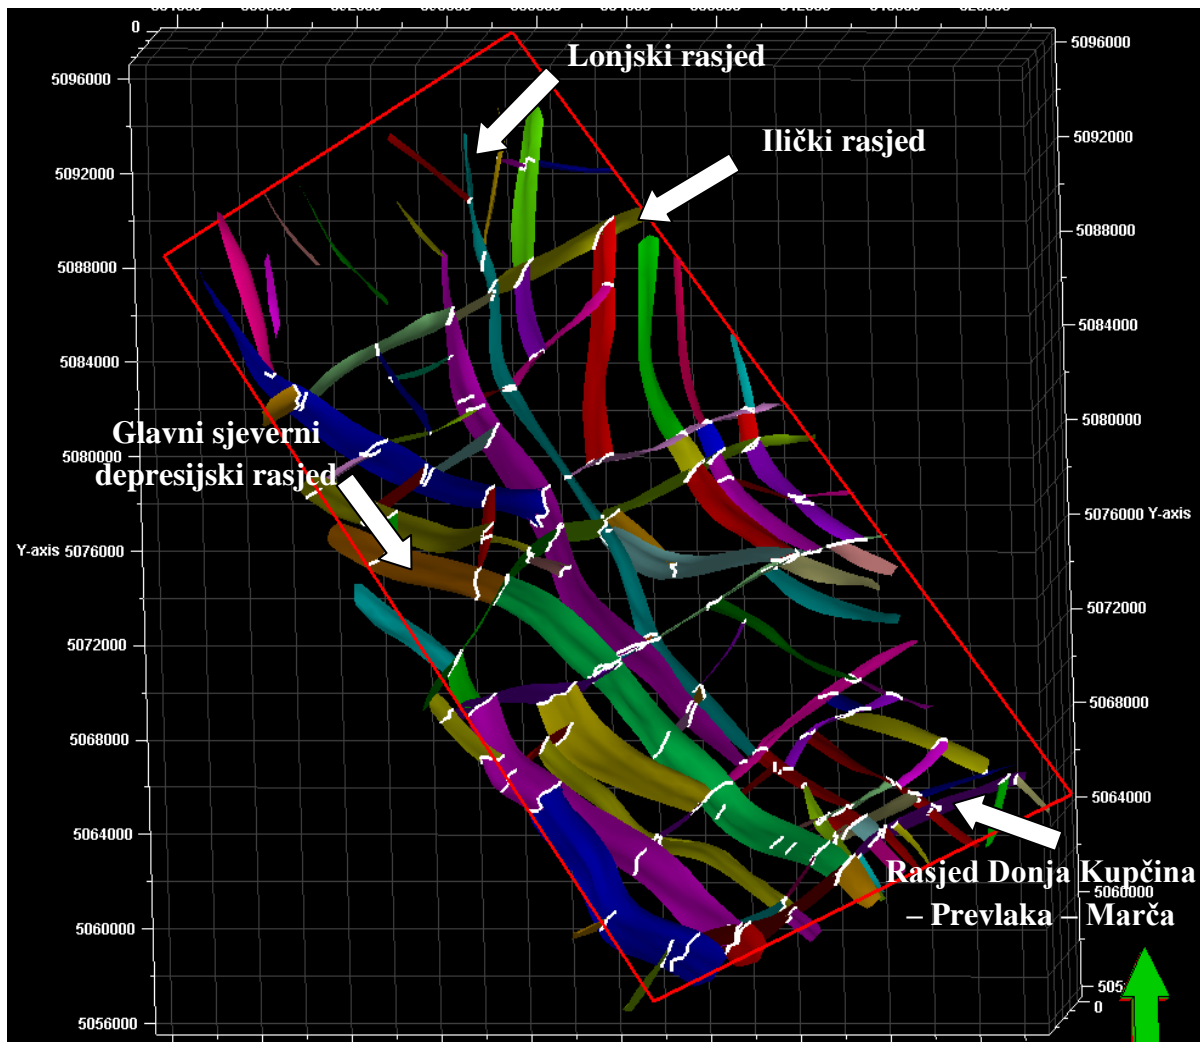 0
5096000
5096000
Lonjski rasjed
Ilički rasjed
5092000
5092000
5088000
5088000
5084000
5084000
5080000
Glavni sjeverni
depresijski rasjed
5080000
5076000 Y-axis
Y-axis 5076000
5072000
5072000
5068000
5068000
5064000
5064000
Rasjed Donja Kupčina
5060000
– Prevlaka – Marča
5060000
0
5056000